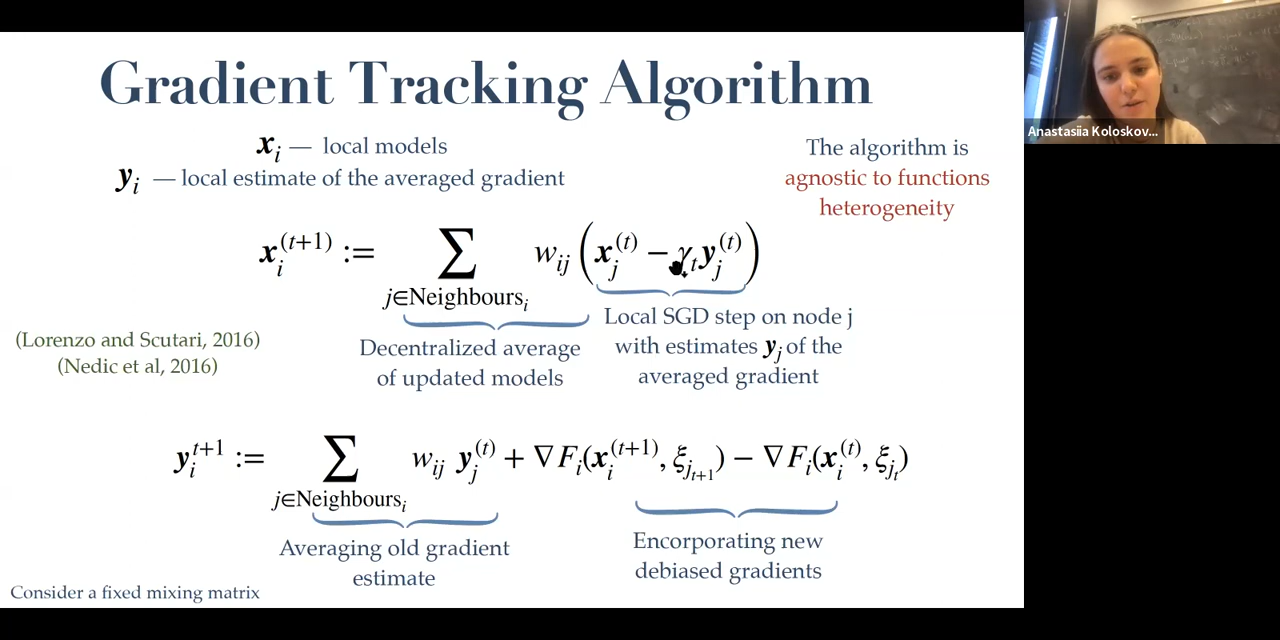 Gradient Tracking Algorithm
x_i — local models
y_i — local estimate of the averaged gradient
The algorithm is
agnostic to functions
heterogeneity
x_i^{(t+1)} := ∑_{j∈Neighbours_i} w_{ij} (x_j^{(t)} − γ_t y_j^{(t)})
Decentralized average
of updated models
Local SGD step on node j
with estimates y_j of the
averaged gradient
(Lorenzo and Scutari, 2016)
(Nedic et al, 2016)
y_i^{t+1} := ∑_{j∈Neighbours_i} w_{ij} y_j^{(t)} + ∇F_i(x_i^{(t+1)}, ξ_{j_{t+1}}) − ∇F_i(x_i^{(t)}, ξ_{j_t})
Averaging old gradient
estimate
Encorporating new
debiased gradients
Consider a fixed mixing matrix
Anastasiia Koloskov...